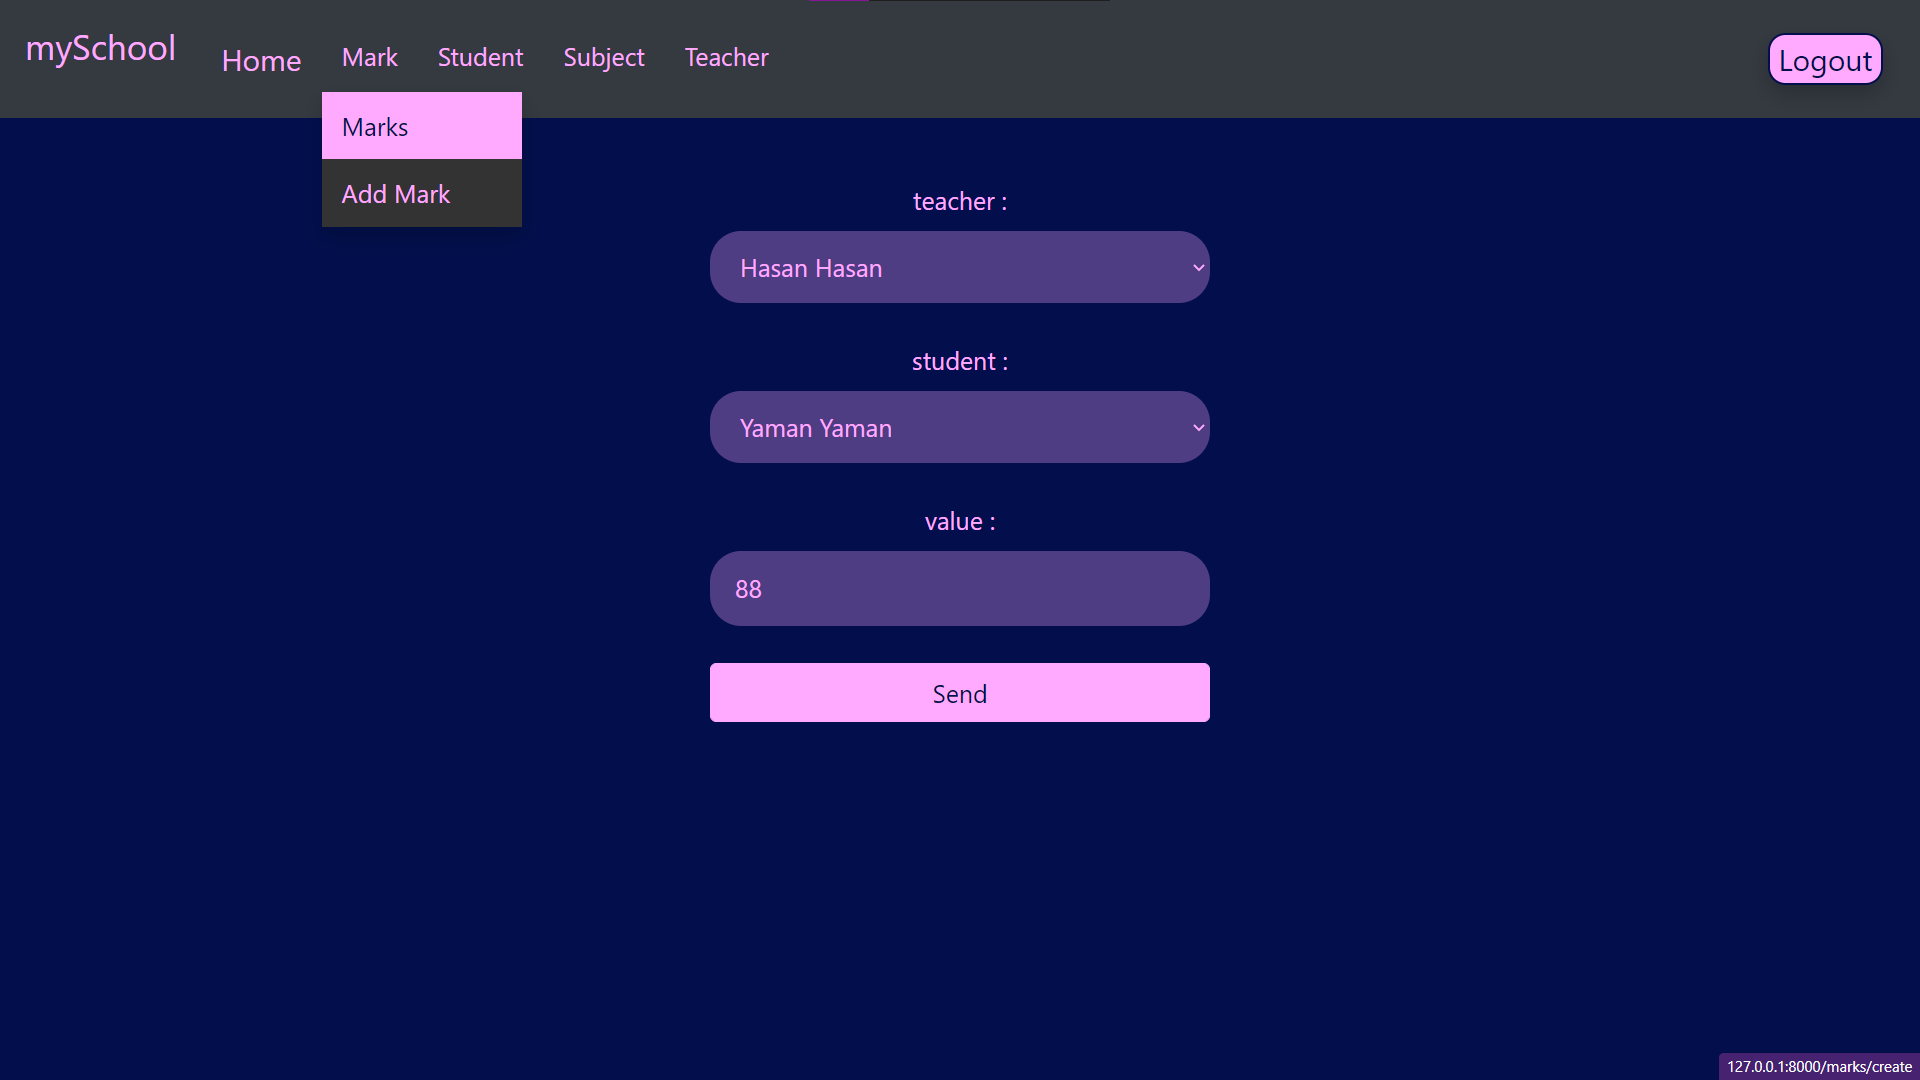 mySchool
Home
Mark
Student
Subject
Teacher
Logout
Marks
Add Mark
teacher :
Hasan Hasan
student :
Yaman Yaman
value :
88
Send
127.0.0.1:8000/marks/create